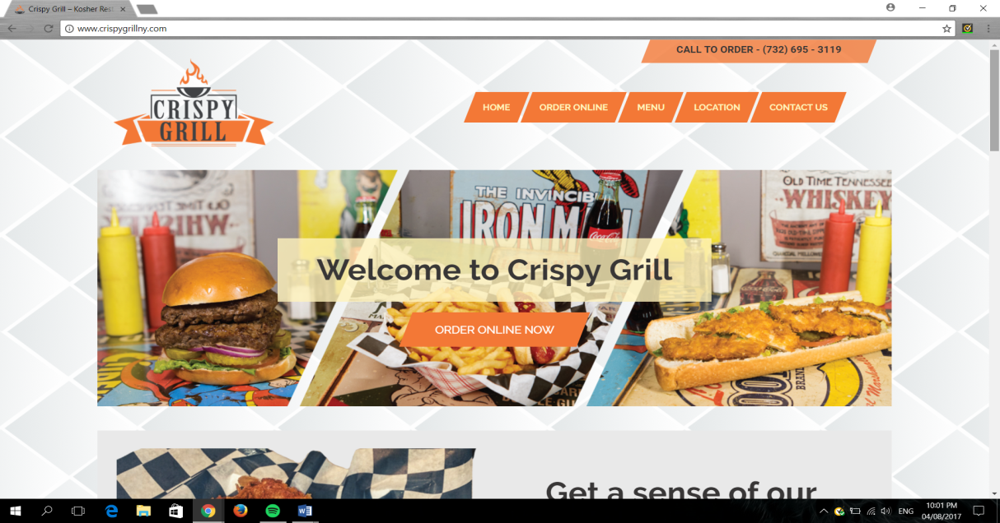 Crispy Grill – Kosher Rest
www.crispygrillny.com
CALL TO ORDER - (732) 695 - 3119
CRISPY
GRILL
HOME
ORDER ONLINE
MENU
LOCATION
CONTACT US
THE INVINCIB
IRON M
Coca-Cola
OLD TIME TENNESSEE
WHISKEY
Welcome to Crispy Grill
ORDER ONLINE NOW
Get a sense of our
ENG
10:01 PM
04/08/2017